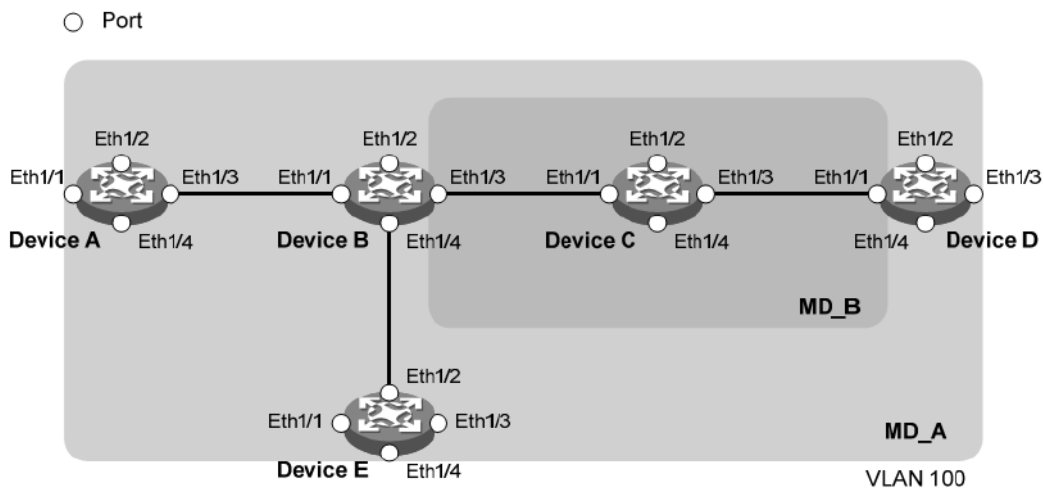 Port
Eth1/2
Eth1/2
Eth1/2
Eth1/2
Eth1/1
Eth1/3
Eth1/1
Eth1/3
Eth1/1
Eth1/3
Eth1/1
Eth1/3
Device A
Eth1/4
Device B
Eth1/4
Device C
Eth1/4
Eth1/4
Device D
MD_B
Eth1/2
Eth1/1
Eth1/3
MD_A
Device E
Eth1/4
VLAN 100